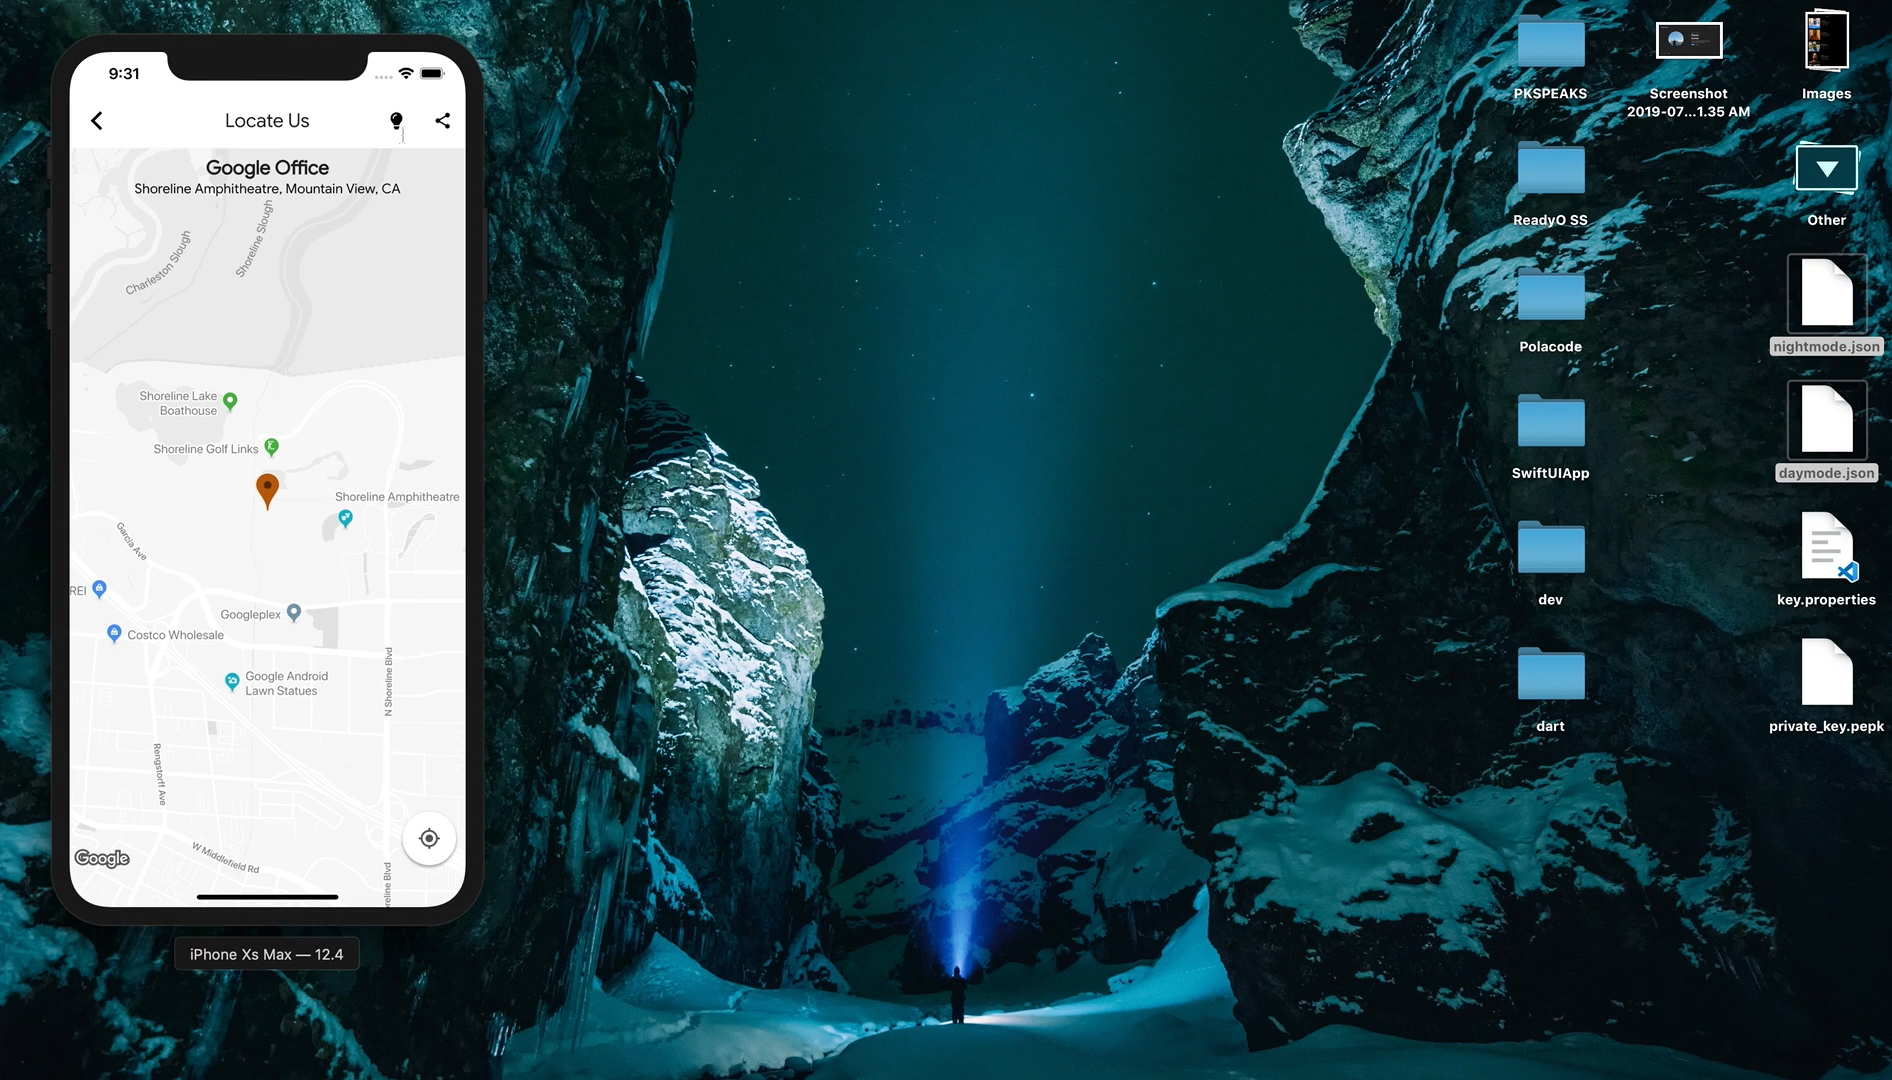 9:31
Locate Us
Google Office
Shoreline Amphitheatre, Mountain View, CA
Charleston Slough
Shoreline Slough
Shoreline Lake
Boathouse
Shoreline Golf Links
Shoreline Amphitheatre
Garcia Ave
REI
Googleplex
Costco Wholesale
Google Android
Lawn Statues
N Shoreline Blvd
Rengstorff Ave
W Middlefield Rd
reline Blvd
Google
iPhone Xs Max — 12.4
PKSPEAKS
Screenshot
2019-07...1.35 AM
Images
ReadyO SS
Other
Polacode
nightmode.json
SwiftUIApp
daymode.json
dev
key.properties
dart
private_key.pepk